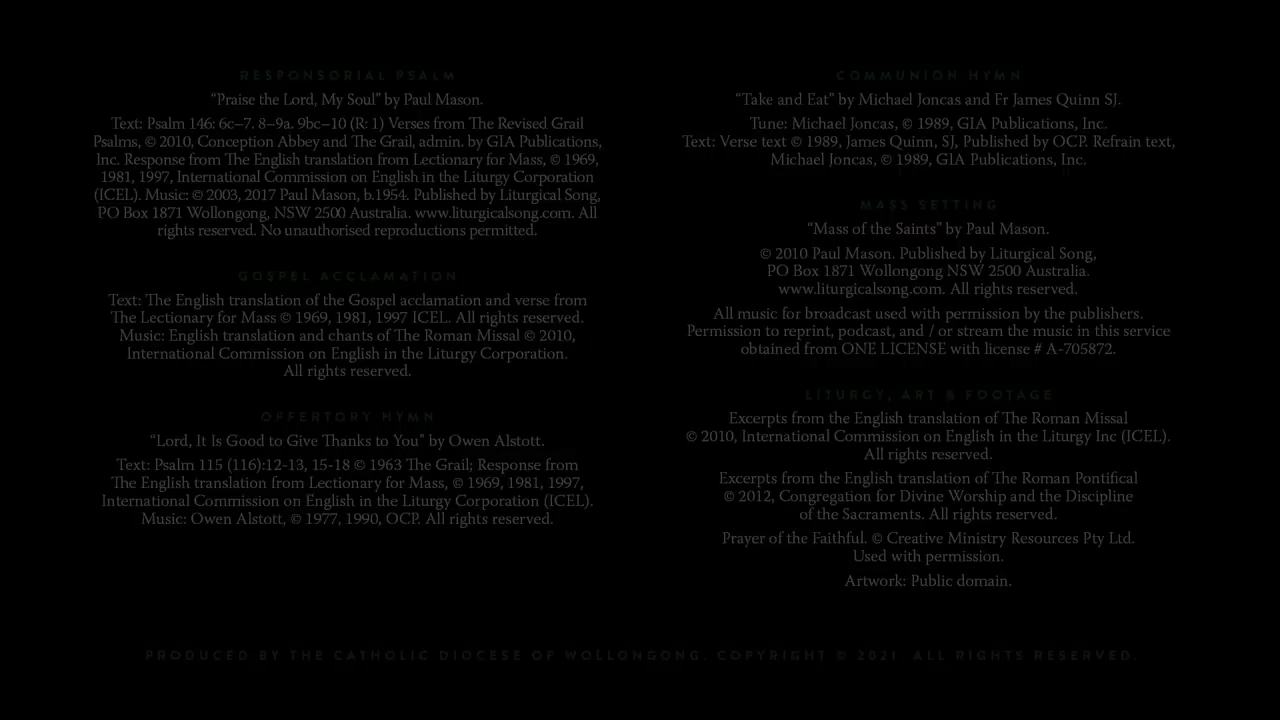 RESPONSORIAL PSALM
“Praise the Lord, My Soul” by Paul Mason.
Text: Psalm 146: 6c–7. 8–9a. 9bc–10 (R: 1) Verses from The Revised Grail
Psalms, © 2010, Conception Abbey and The Grail, admin. by GIA Publications,
Inc. Response from The English translation from Lectionary for Mass, © 1969,
1981, 1997, International Commission on English in the Liturgy Corporation
(ICEL). Music: © 2003, 2017 Paul Mason, b.1954. Published by Liturgical Song,
PO Box 1871 Wollongong, NSW 2500 Australia. www.liturgicalsong.com. All
rights reserved. No unauthorised reproductions permitted.
GOSPEL ACCLAMATION
Text: The English translation of the Gospel acclamation and verse from
The Lectionary for Mass © 1969, 1981, 1997 ICEL. All rights reserved.
Music: English translation and chants of The Roman Missal © 2010,
International Commission on English in the Liturgy Corporation.
All rights reserved.
OFFERTORY HYMN
“Lord, It Is Good to Give Thanks to You” by Owen Alstott.
Text: Psalm 115 (116):12-13, 15-18 © 1963 The Grail; Response from
The English translation from Lectionary for Mass, © 1969, 1981, 1997,
International Commission on English in the Liturgy Corporation (ICEL).
Music: Owen Alstott, © 1977, 1990, OCP. All rights reserved.
COMMUNION HYMN
“Take and Eat” by Michael Joncas and Fr James Quinn SJ.
Tune: Michael Joncas, © 1989, GIA Publications, Inc.
Text: Verse text © 1989, James Quinn, SJ, Published by OCP. Refrain text,
Michael Joncas, © 1989, GIA Publications, Inc.
MASS SETTING
“Mass of the Saints” by Paul Mason.
© 2010 Paul Mason. Published by Liturgical Song,
PO Box 1871 Wollongong NSW 2500 Australia.
www.liturgicalsong.com. All rights reserved.
All music for broadcast used with permission by the publishers.
Permission to reprint, podcast, and / or stream the music in this service
obtained from ONE LICENSE with license # A-705872.
LITURGY, ART & FOOTAGE
Excerpts from the English translation of The Roman Missal
© 2010, International Commission on English in the Liturgy Inc (ICEL).
All rights reserved.
Excerpts from the English translation of The Roman Pontifical
© 2012, Congregation for Divine Worship and the Discipline
of the Sacraments. All rights reserved.
Prayer of the Faithful. © Creative Ministry Resources Pty Ltd.
Used with permission.
Artwork: Public domain.
PRODUCED BY THE CATHOLIC DIOCESE OF WOLLONGONG. COPYRIGHT © 2021 ALL RIGHTS RESERVED.